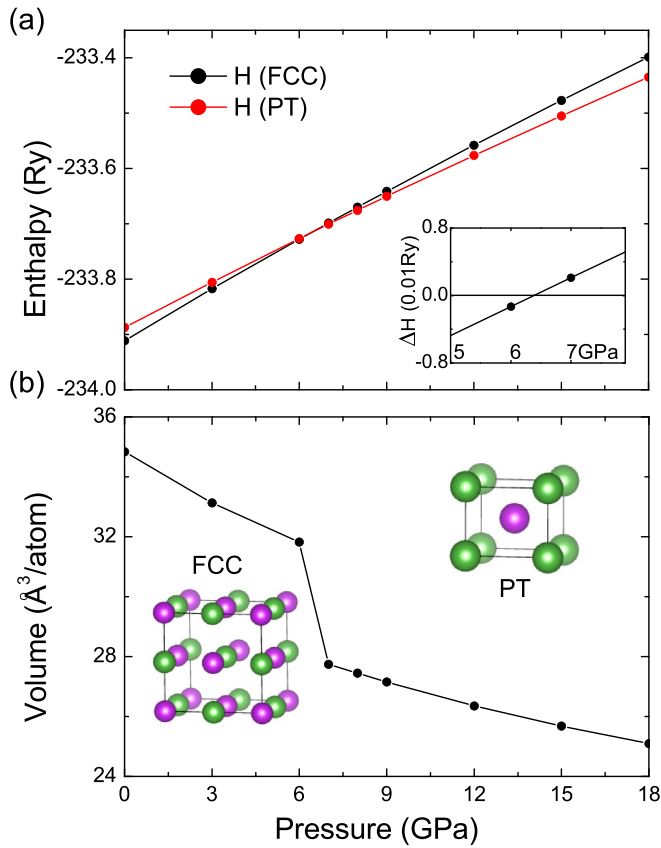 (a)
-233.4
H (FCC)
H (PT)
-233.6
Enthalpy (Ry)
-233.8
0.8
ΔH (0.01Ry)
0.0
-0.8
5 6 7GPa
-234.0
(b)
36
Volume (Å³/atom)
32
FCC
PT
28
24
0 3 6 9 12 15 18
Pressure (GPa)